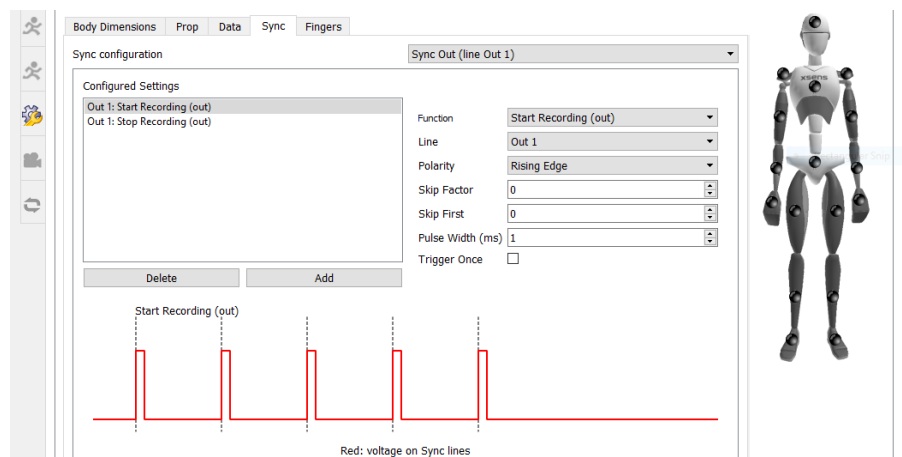 Body Dimensions Prop Data Sync Fingers
Sync configuration Sync Out (line Out 1)
Configured Settings
Out 1: Start Recording (out)
Out 1: Stop Recording (out)
Function Start Recording (out)
Line Out 1
Polarity Rising Edge
Skip Factor 0
Skip First 0
Pulse Width (ms) 1
Trigger Once
Delete Add
Start Recording (out)
Red: voltage on Sync lines
xsens
Snip